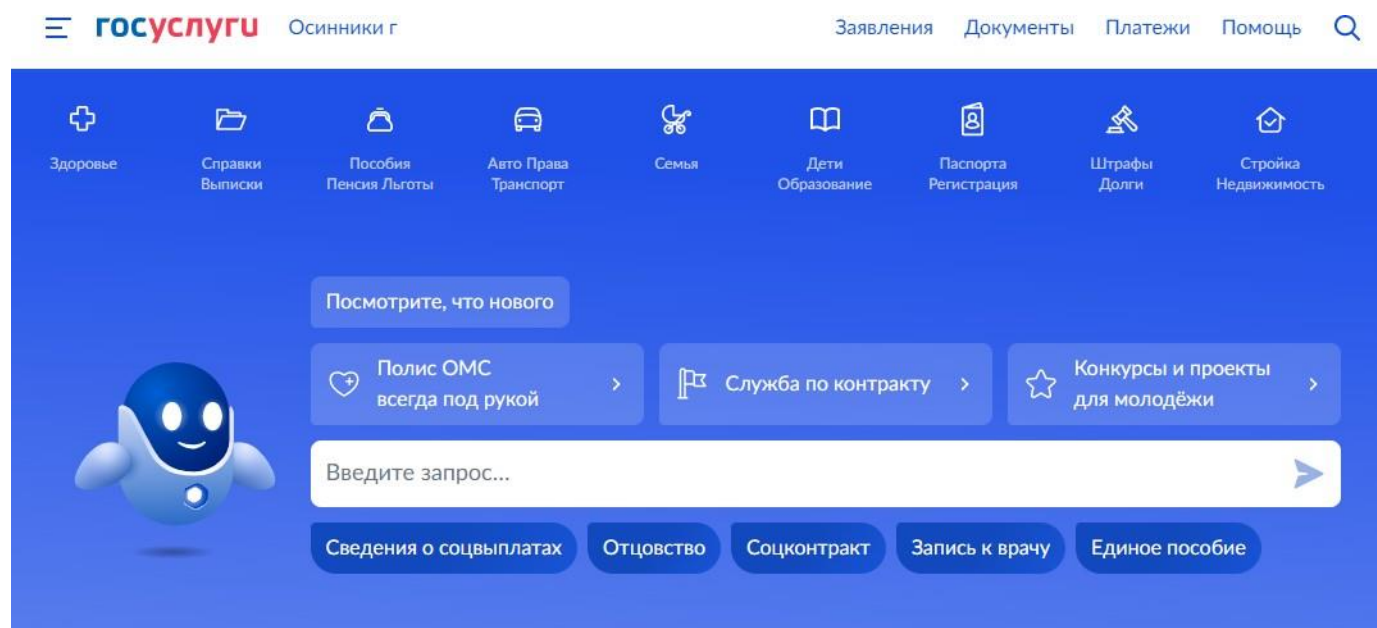 госуслуги Осинники г Заявления Документы Платежи Помощь
Здоровье
Справки
Выписки
Пособия
Пенсия Льготы
Авто Права
Транспорт
Семья
Дети
Образование
Паспорта
Регистрация
Штрафы
Долги
Стройка
Недвижимость
Посмотрите, что нового
Полис ОМС
всегда под рукой
Служба по контракту
Конкурсы и проекты
для молодёжи
Введите запрос...
Сведения о соцвыплатах Отцовство Соцконтракт Запись к врачу Единое пособие